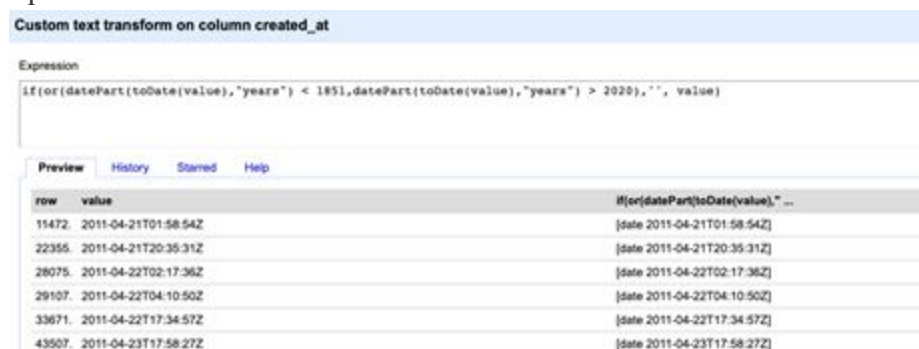 Custom text transform on column created_at
Expression
if(or(datePart(toDate(value),"years") < 1851,datePart(toDate(value),"years") > 2020),'', value)
Preview History Starred Help
row value if(or(datePart(toDate(value)," ...
11472. 2011-04-21T01:58:54Z [date 2011-04-21T01:58:54Z]
22355. 2011-04-21T20:35:31Z [date 2011-04-21T20:35:31Z]
28075. 2011-04-22T02:17:36Z [date 2011-04-22T02:17:36Z]
29107. 2011-04-22T04:10:50Z [date 2011-04-22T04:10:50Z]
33671. 2011-04-22T17:34:57Z [date 2011-04-22T17:34:57Z]
43507. 2011-04-23T17:58:27Z [date 2011-04-23T17:58:27Z]